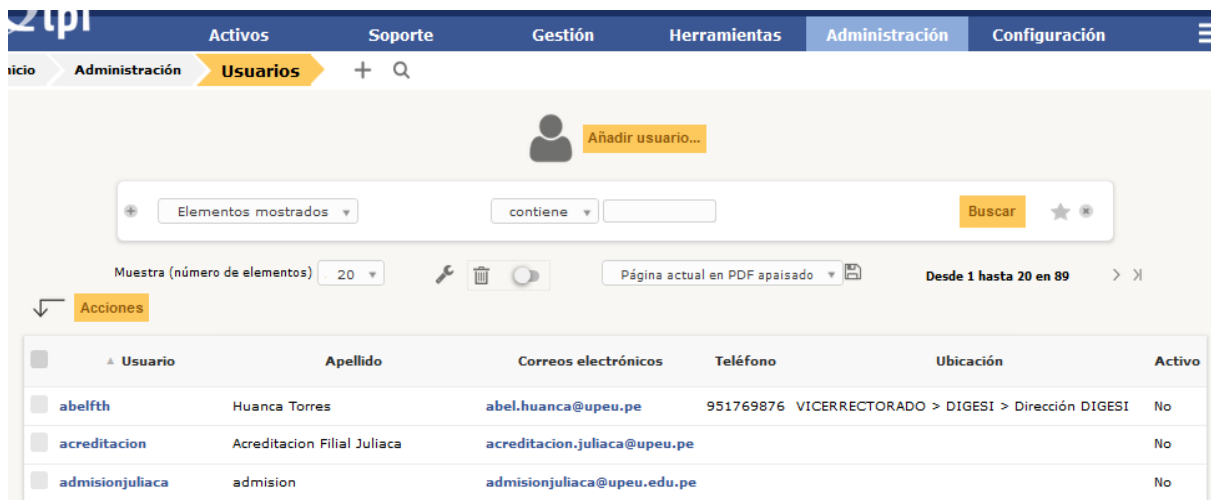 Activos Soporte Gestión Herramientas Administración Configuración
Administración Usuarios
Añadir usuario...
Elementos mostrados contiene Buscar
Muestra (número de elementos) 20 Página actual en PDF apaisado Desde 1 hasta 20 en 89
Acciones
Usuario Apellido Correos electrónicos Teléfono Ubicación Activo
abelfth Huanca Torres abel.huanca@upeu.pe 951769876 VICERRECTORADO > DIGESI > Dirección DIGESI No
acreditacion Acreditacion Filial Juliaca acreditacion.juliaca@upeu.pe No
admisionjuliaca admision admisionjuliaca@upeu.edu.pe No